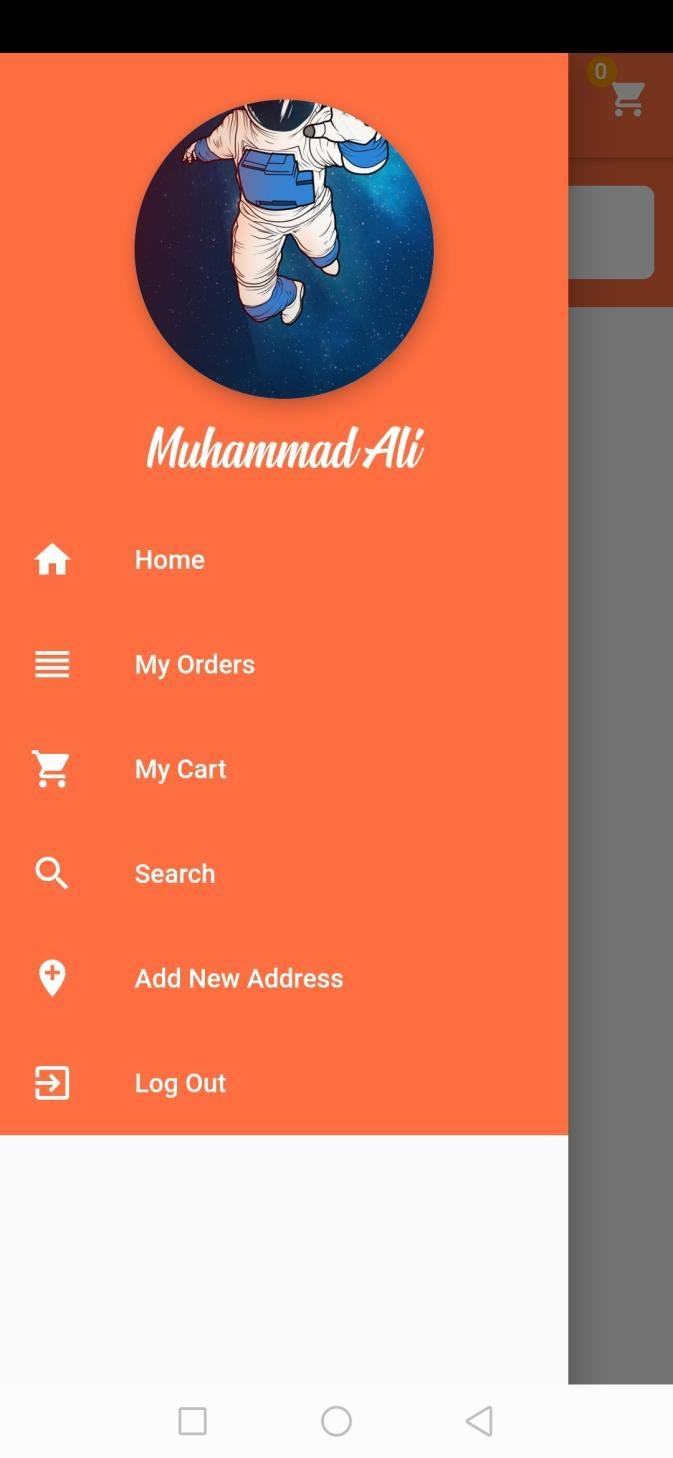 0
Muhammad Ali
Home
My Orders
My Cart
Search
Add New Address
Log Out